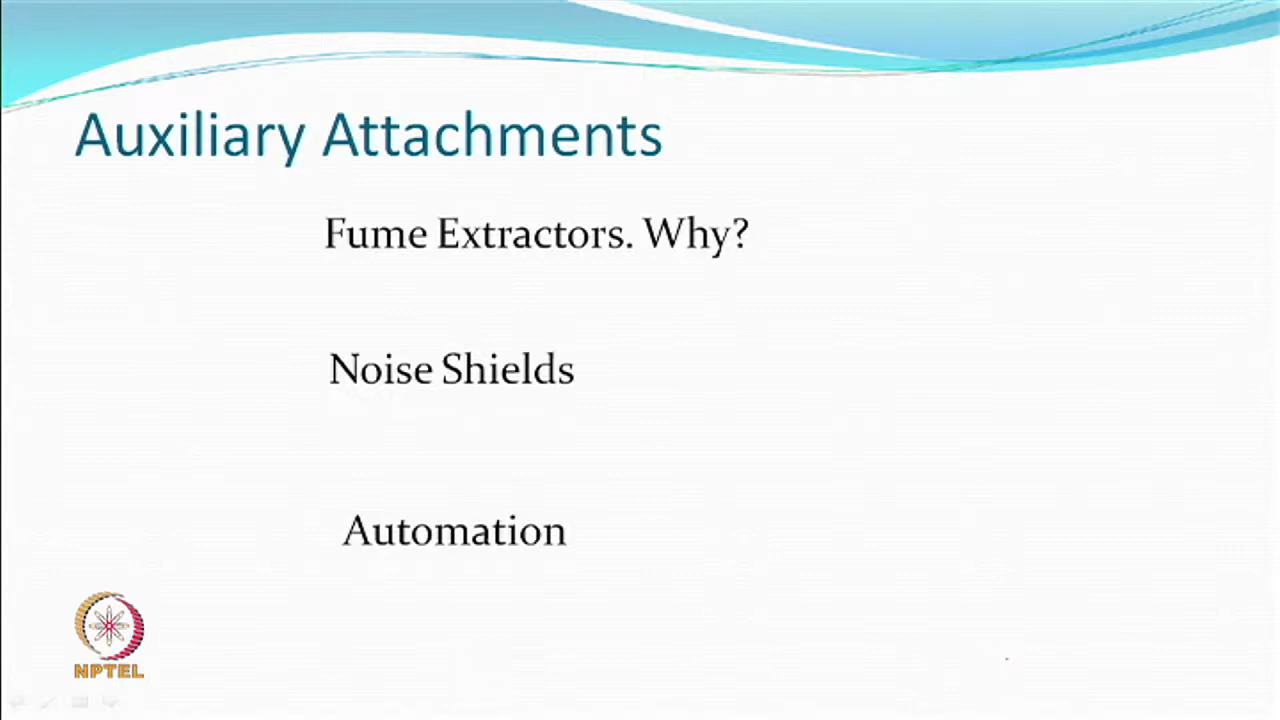 Auxiliary Attachments
Fume Extractors. Why?
Noise Shields
Automation
NPTEL